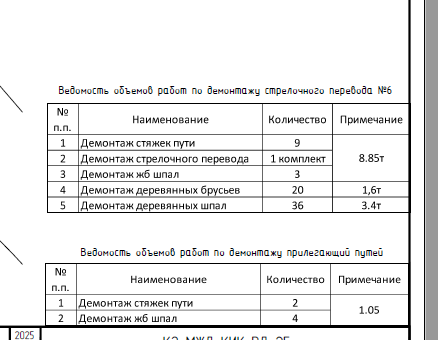 Ведомость объемов работ по демонтажу стрелочного перевода №6
№ п.п. Наименование Количество Примечание
1 Демонтаж стяжек пути 9 8.85т
2 Демонтаж стрелочного перевода 1 комплект
3 Демонтаж жб шпал 3
4 Демонтаж деревянных брусьев 20 1,6т
5 Демонтаж деревянных шпал 36 3.4т
Ведомость объемов работ по демонтажу прилегающий путей
№ п.п. Наименование Количество Примечание
1 Демонтаж стяжек пути 2 1.05
2 Демонтаж жб шпал 4
2025